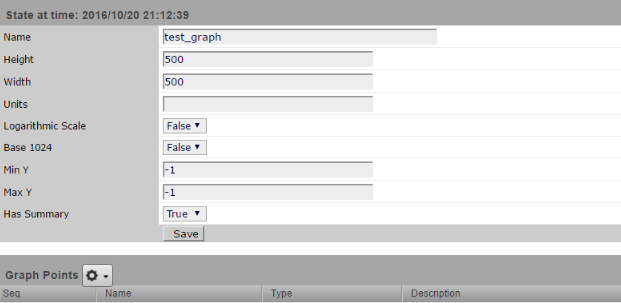 State at time: 2016/10/20 21:12:39
Name test_graph
Height 500
Width 500
Units
Logarithmic Scale False
Base 1024 False
Min Y -1
Max Y -1
Has Summary True
Save
Graph Points
Seq Name Type Description